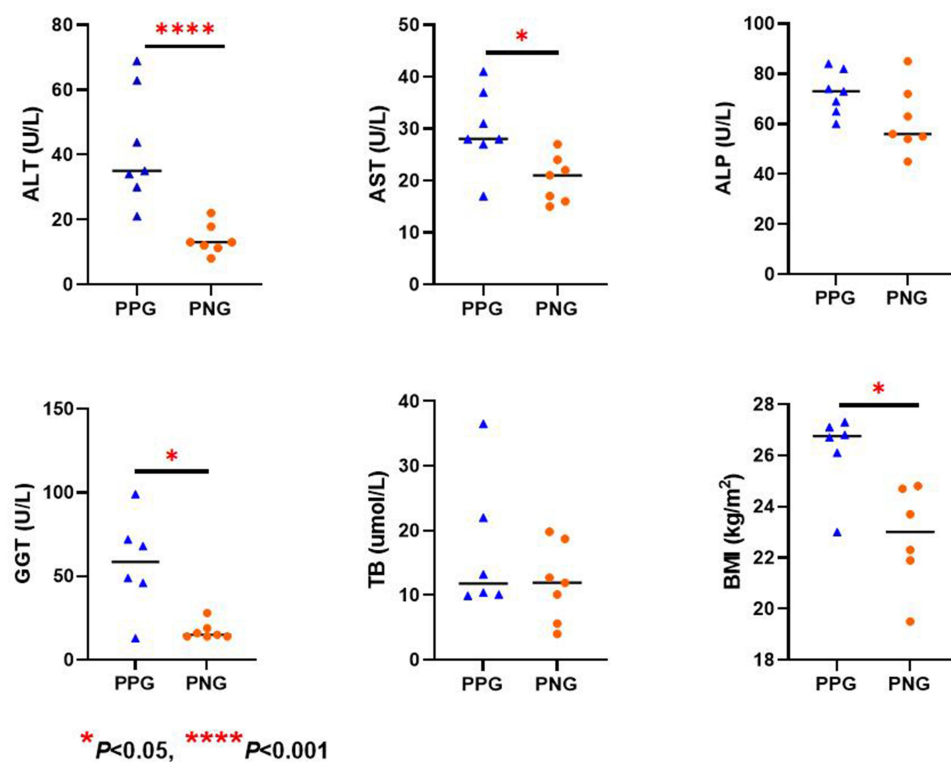 ALT (U/L)
80
60
40
20
0
****
PPG PNG
AST (U/L)
50
40
30
20
10
0
*
PPG PNG
ALP (U/L)
100
80
60
40
20
0
PPG PNG
GGT (U/L)
150
100
50
0
*
PPG PNG
TB (umol/L)
40
30
20
10
0
PPG PNG
BMI (kg/m²)
28
26
24
22
20
18
*
PPG PNG
*P<0.05, ****P<0.001